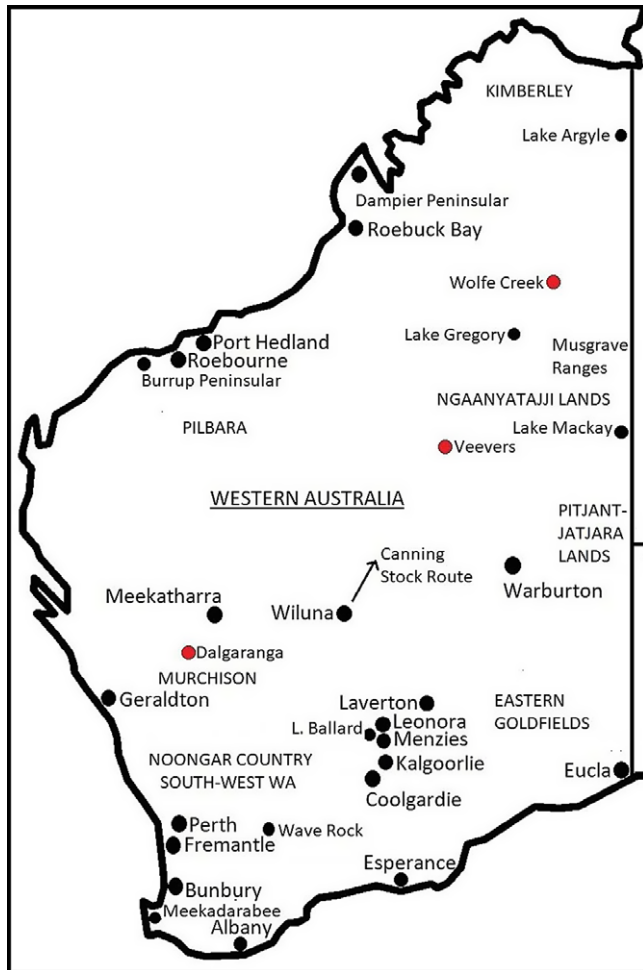 KIMBERLEY
Lake Argyle
Dampier Peninsular
Roebuck Bay
Wolfe Creek
Port Hedland
Lake Gregory
Musgrave
Ranges
Roebourne
Burrup Peninsular
NGAANYATAJJI LANDS
PILBARA
Lake Mackay
Veevers
WESTERN AUSTRALIA
PITJANT-
JATJARA
LANDS
Canning
Stock Route
Warburton
Meekatharra
Wiluna
Dalgaranga
MURCHISON
Geraldton
Laverton
EASTERN
GOLDFIELDS
Leonora
L. Ballard
Menzies
NOONGAR COUNTRY
SOUTH-WEST WA
Kalgoorlie
Eucla
Coolgardie
Perth
Wave Rock
Fremantle
Esperance
Bunbury
Meekadarabee
Albany